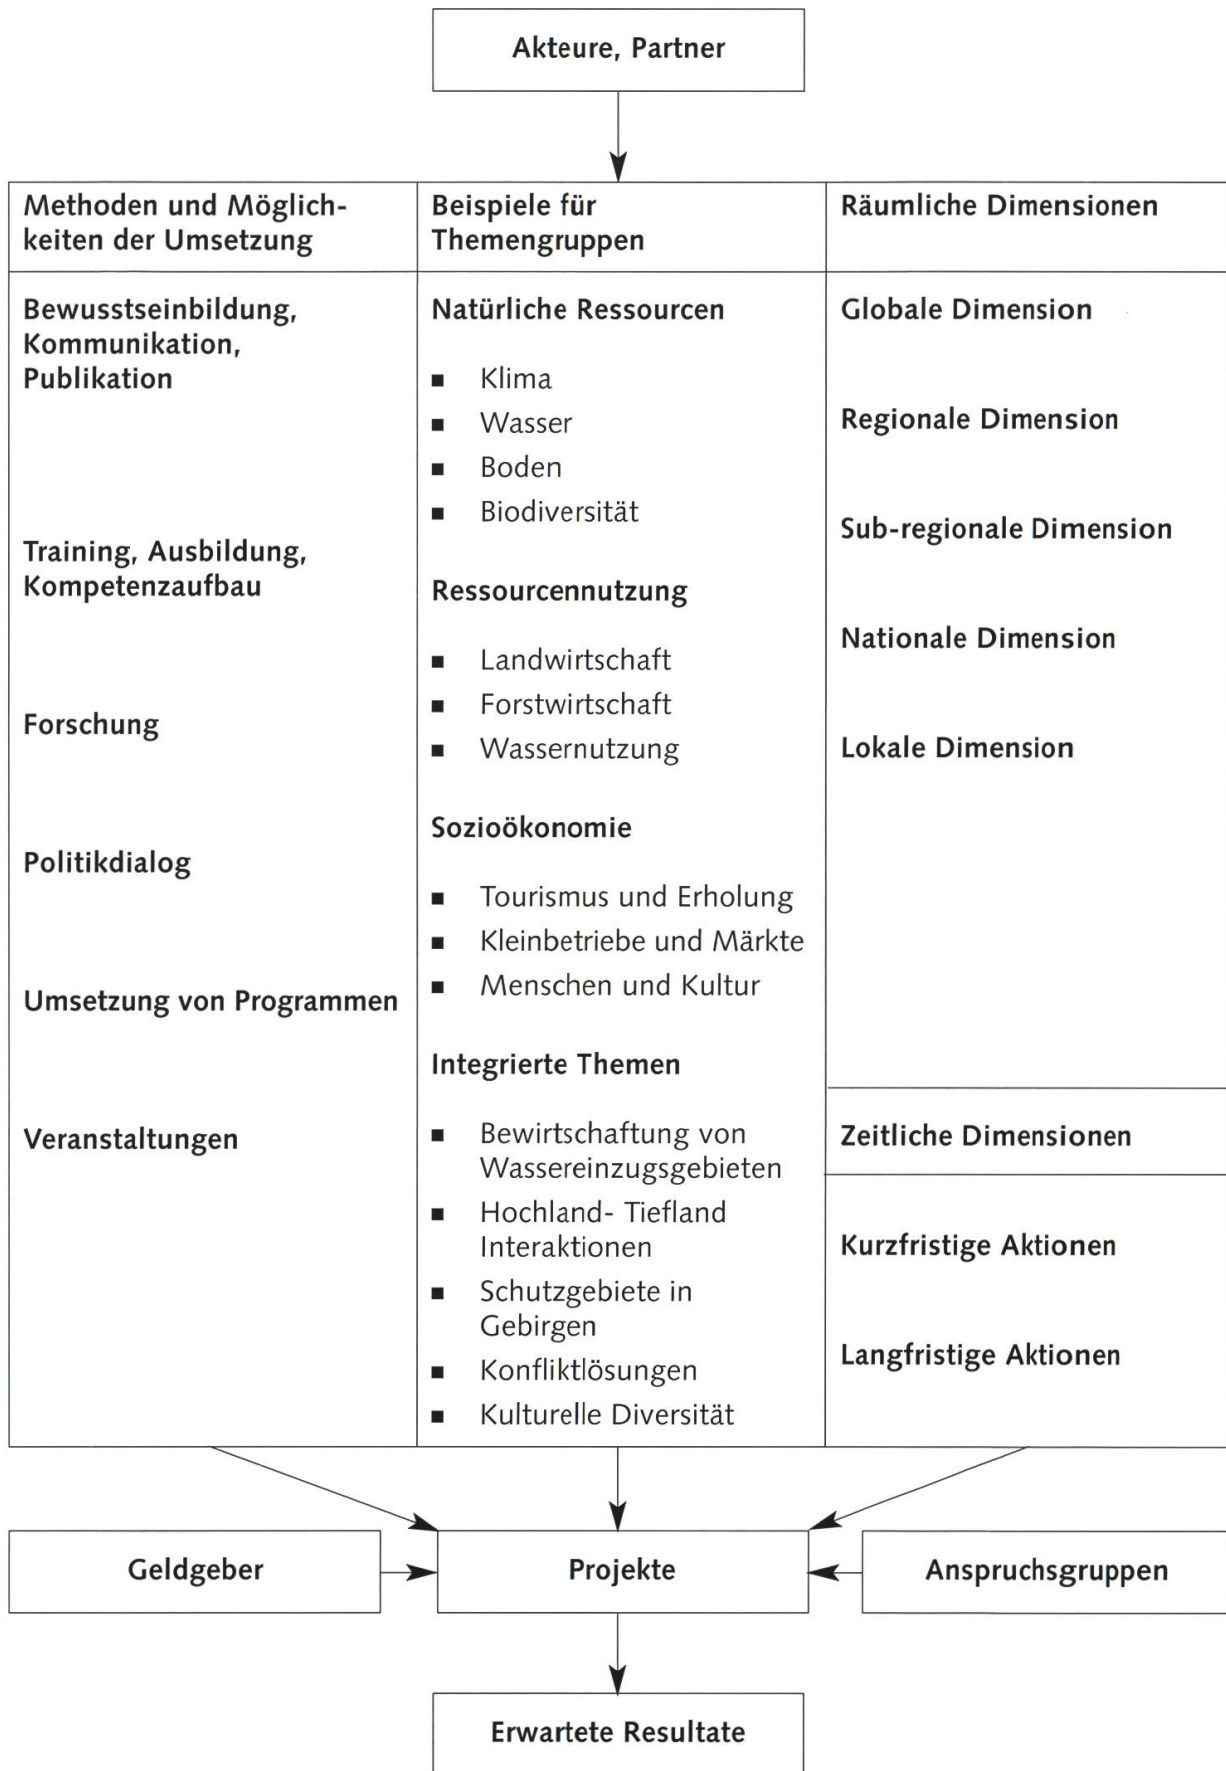 Akteure, Partner
Methoden und Möglich-
keiten der Umsetzung
Bewusstseinbildung,
Kommunikation,
Publikation
Training, Ausbildung,
Kompetenzaufbau
Forschung
Politikdialog
Umsetzung von Programmen
Veranstaltungen
Beispiele für
Themengruppen
Natürliche Ressourcen
■ Klima
■ Wasser
■ Boden
■ Biodiversität
Ressourcennutzung
■ Landwirtschaft
■ Forstwirtschaft
■ Wassernutzung
Sozioökonomie
■ Tourismus und Erholung
■ Kleinbetriebe und Märkte
■ Menschen und Kultur
Integrierte Themen
■ Bewirtschaftung von
Wassereinzugsgebieten
■ Hochland- Tiefland
Interaktionen
■ Schutzgebiete in
Gebirgen
■ Konfliktlösungen
■ Kulturelle Diversität
Räumliche Dimensionen
Globale Dimension
Regionale Dimension
Sub-regionale Dimension
Nationale Dimension
Lokale Dimension
Zeitliche Dimensionen
Kurzfristige Aktionen
Langfristige Aktionen
Geldgeber
Projekte
Anspruchsgruppen
Erwartete Resultate